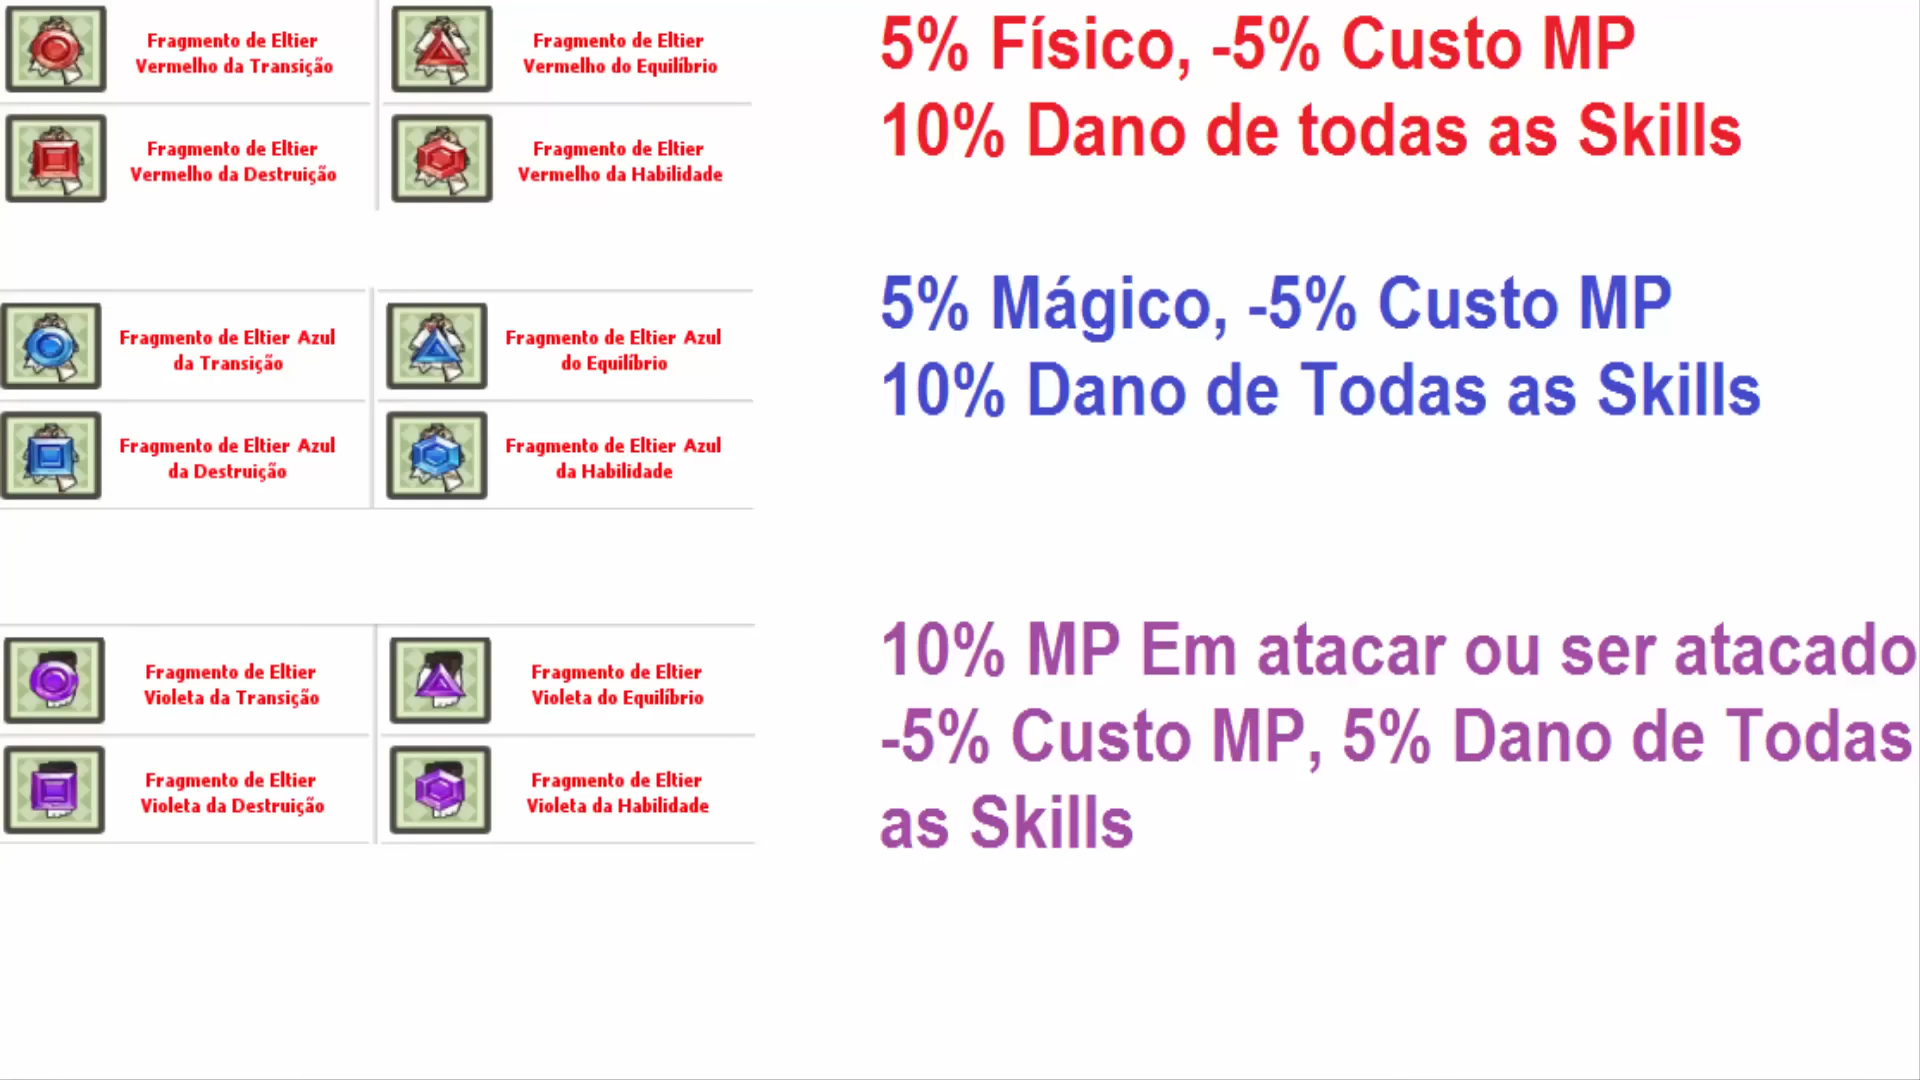 Fragmento de Eltier
Vermelho da Transição
Fragmento de Eltier
Vermelho do Equilíbrio
Fragmento de Eltier
Vermelho da Destruição
Fragmento de Eltier
Vermelho da Habilidade
5% Físico, -5% Custo MP
10% Dano de todas as Skills
Fragmento de Eltier Azul
da Transição
Fragmento de Eltier Azul
do Equilíbrio
Fragmento de Eltier Azul
da Destruição
Fragmento de Eltier Azul
da Habilidade
5% Mágico, -5% Custo MP
10% Dano de Todas as Skills
Fragmento de Eltier
Violeta da Transição
Fragmento de Eltier
Violeta do Equilíbrio
Fragmento de Eltier
Violeta da Destruição
Fragmento de Eltier
Violeta da Habilidade
10% MP Em atacar ou ser atacado
-5% Custo MP, 5% Dano de Todas
as Skills